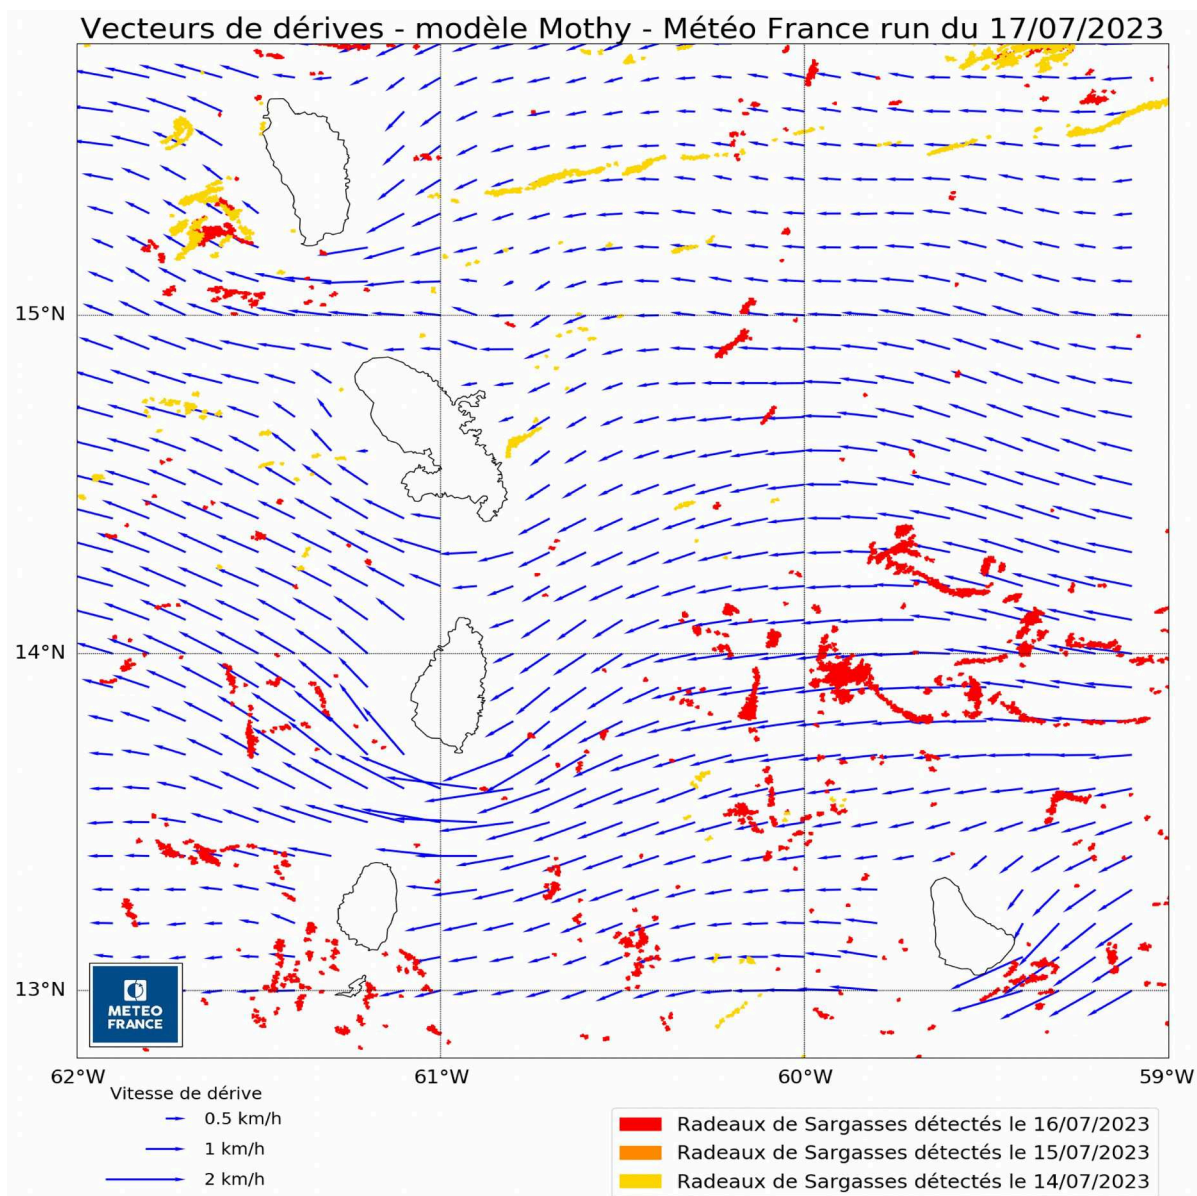 Vecteurs de dérives - modèle Mothy - Météo France run du 17/07/2023
15°N
14°N
13°N
METEO
FRANCE
62°W
61°W
60°W
59°W
Vitesse de dérive
0.5 km/h
1 km/h
2 km/h
Radeaux de Sargasses détectés le 16/07/2023
Radeaux de Sargasses détectés le 15/07/2023
Radeaux de Sargasses détectés le 14/07/2023